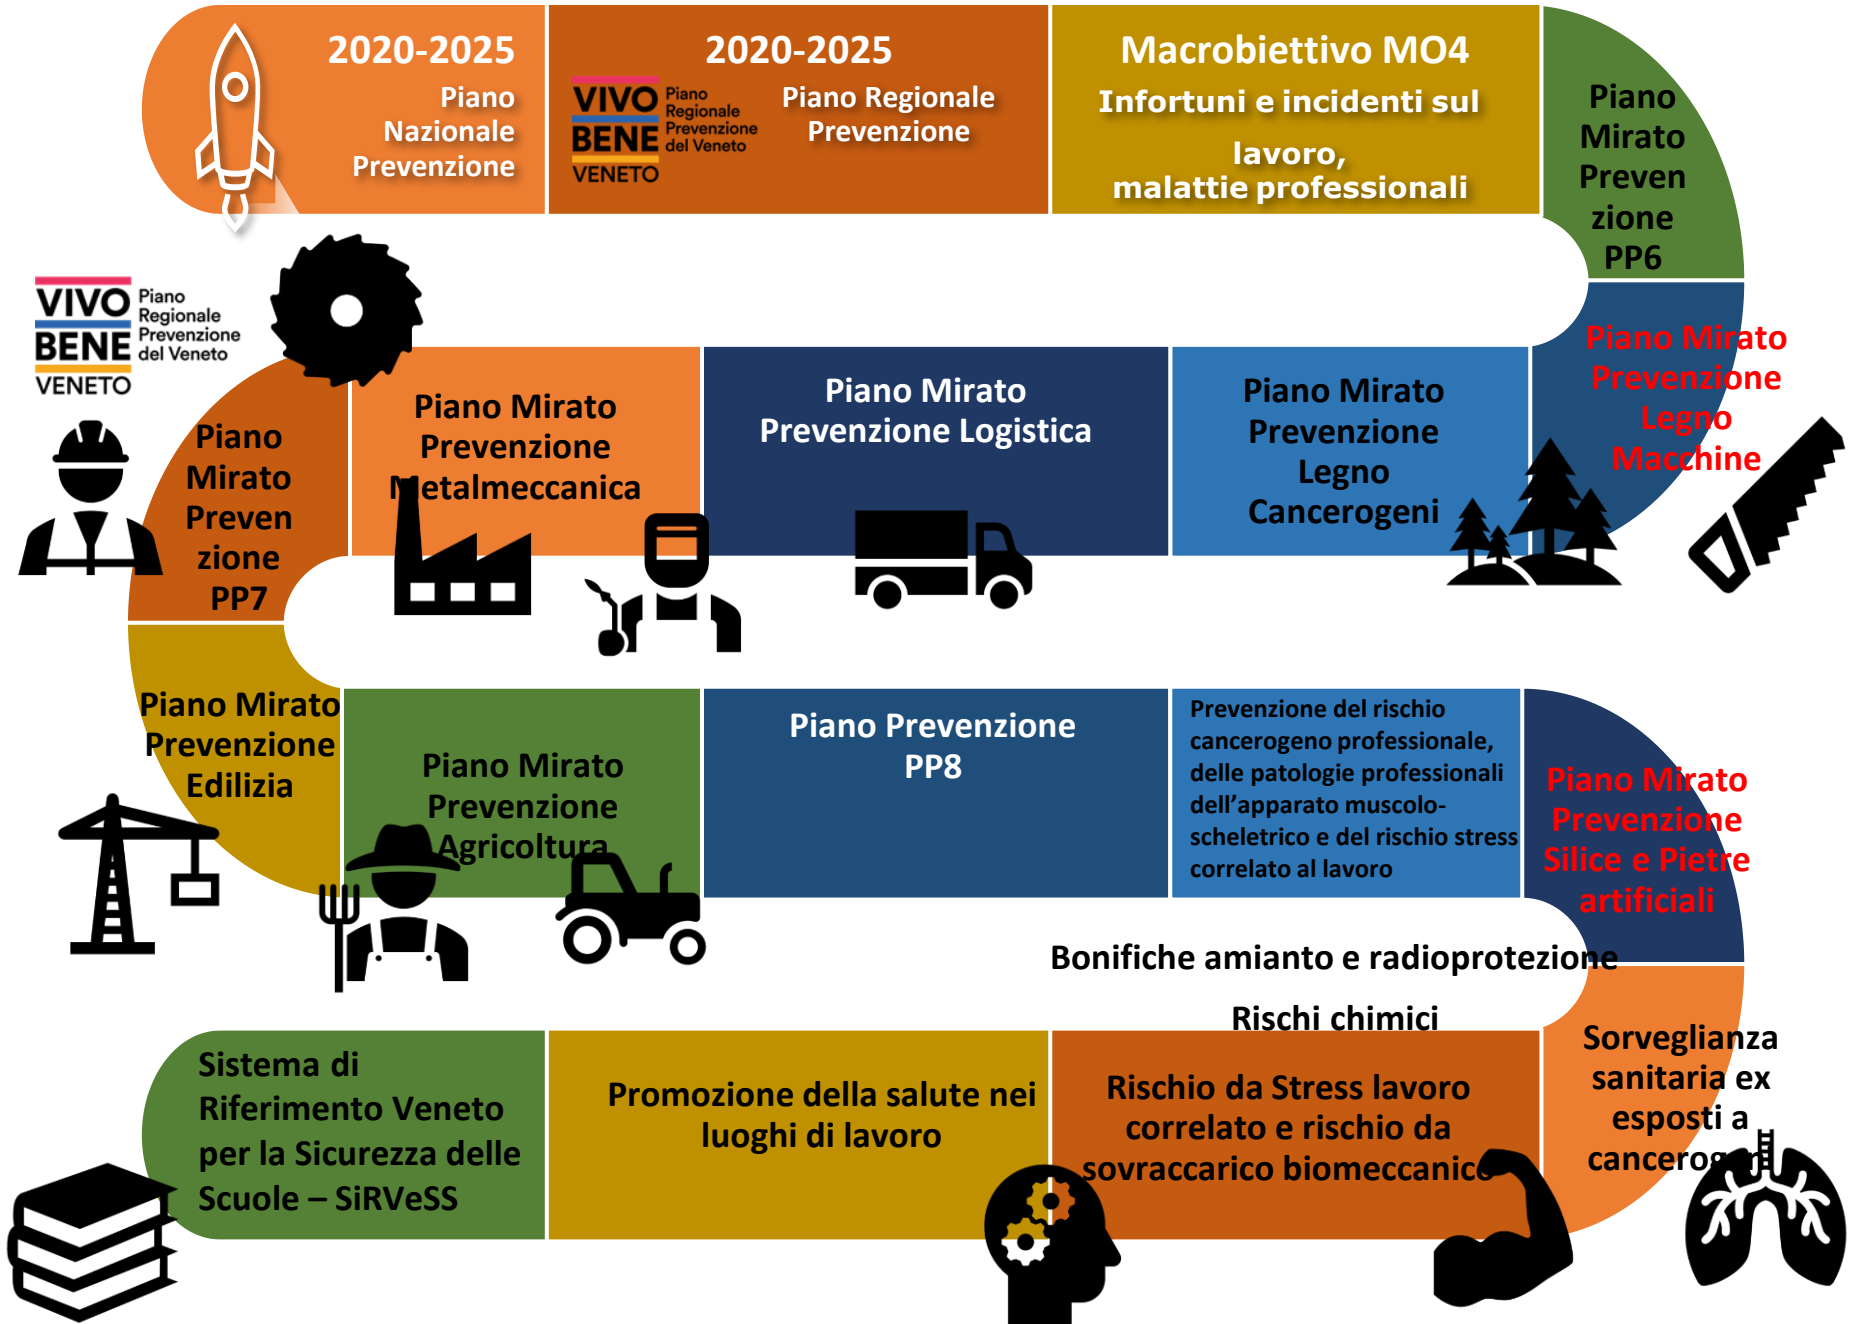 2020-2025
Piano
Nazionale
Prevenzione
2020-2025
VIVO
BENE
VENETO
Piano
Regionale
Prevenzione
del Veneto
Piano Regionale
Prevenzione
Macrobiettivo MO4
Infortuni e incidenti sul
lavoro,
malattie professionali
Piano
Mirato
Preven
zione
PP6
Piano Mirato
Prevenzione
Legno
Macchine
Piano Mirato
Prevenzione
Legno
Cancerogeni
Piano Mirato
Prevenzione Logistica
Piano Mirato
Prevenzione
Metalmeccanica
VIVO
BENE
VENETO
Piano
Regionale
Prevenzione
del Veneto
Piano
Mirato
Preven
zione
PP7
Piano Mirato
Prevenzione
Edilizia
Piano Mirato
Prevenzione
Agricoltura
Piano Prevenzione
PP8
Prevenzione del rischio
cancerogeno professionale,
delle patologie professionali
dell’apparato muscolo-
scheletrico e del rischio stress
correlato al lavoro
Piano Mirato
Prevenzione
Silice e Pietre
artificiali
Bonifiche amianto e radioprotezione
Rischi chimici
Sorveglianza
sanitaria ex
esposti a
cancerogeni
Rischio da Stress lavoro
correlato e rischio da
sovraccarico biomeccanico
Promozione della salute nei
luoghi di lavoro
Sistema di
Riferimento Veneto
per la Sicurezza delle
Scuole – SiRVeSS